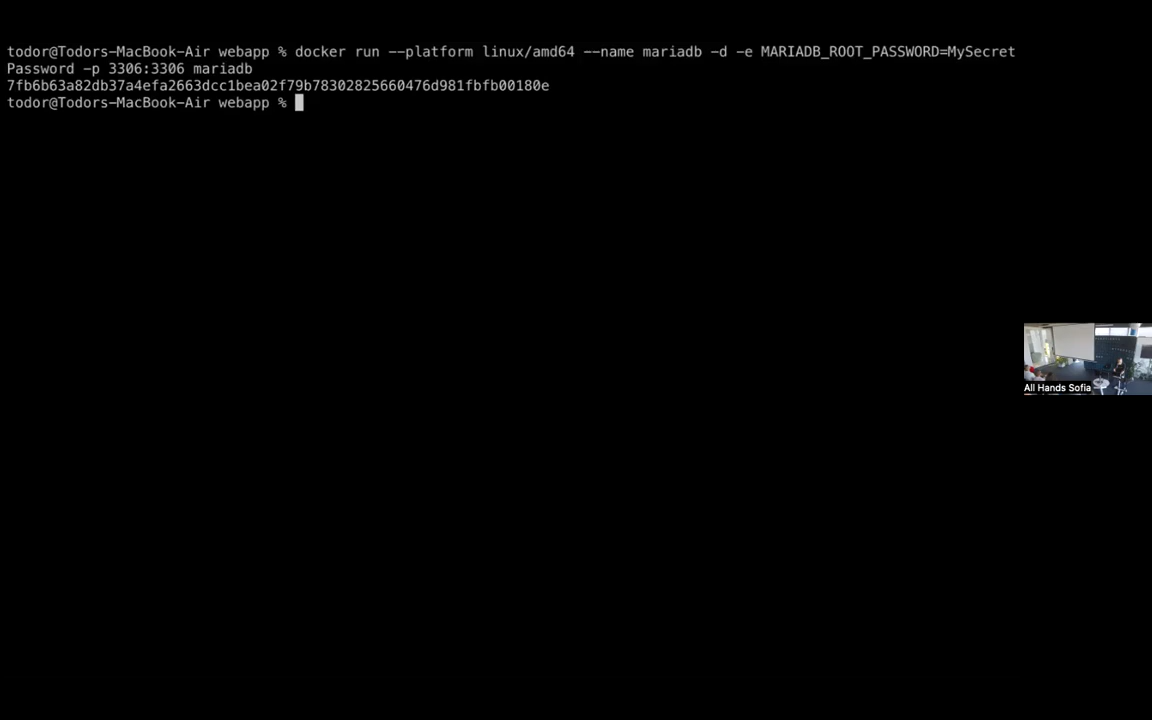 todor@Todors-MacBook-Air webapp % docker run --platform linux/amd64 --name mariadb -d -e MARIADB_ROOT_PASSWORD=MySecret
Password -p 3306:3306 mariadb
7fb6b63a82db37a4efa2663dcc1bea02f79b78302825660476d981fbfb00180e
todor@Todors-MacBook-Air webapp %
All Hands Sofia